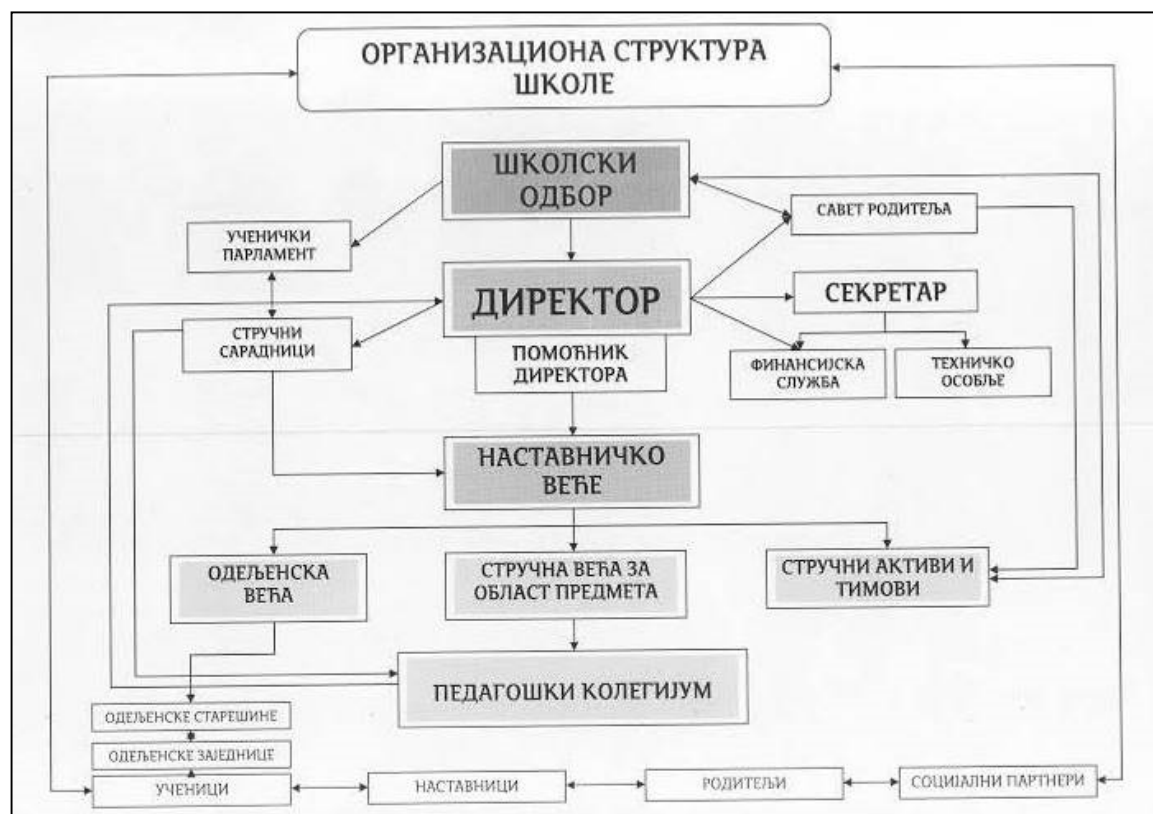 ОРГАНИЗАЦИОНА СТРУКТУРА
ШКОЛЕ
ШКОЛСКИ
ОДБОР
САВЕТ РОДИТЕЉА
УЧЕНИЧКИ
ПАРЛАМЕНТ
ДИРЕКТОР
СЕКРЕТАР
СТРУЧНИ
САРАДНИЦИ
ПОМОЋНИК
ДИРЕКТОРА
ФИНАНСИЈСКА
СЛУЖБА
ТЕХНИЧКО
ОСОБЉЕ
НАСТАВНИЧКО
ВЕЋЕ
ОДЕЉЕНСКА
ВЕЋА
СТРУЧНА ВЕЋА ЗА
ОБЛАСТ ПРЕДМЕТА
СТРУЧНИ АКТИВИ И
ТИМОВИ
ПЕДАГОШКИ КОЛЕГИЈУМ
ОДЕЉЕНСКЕ СТАРЕШИНЕ
ОДЕЉЕНСКЕ ЗАЈЕДНИЦЕ
УЧЕНИЦИ
НАСТАВНИЦИ
РОДИТЕЉИ
СОЦИЈАЛНИ ПАРТНЕРИ